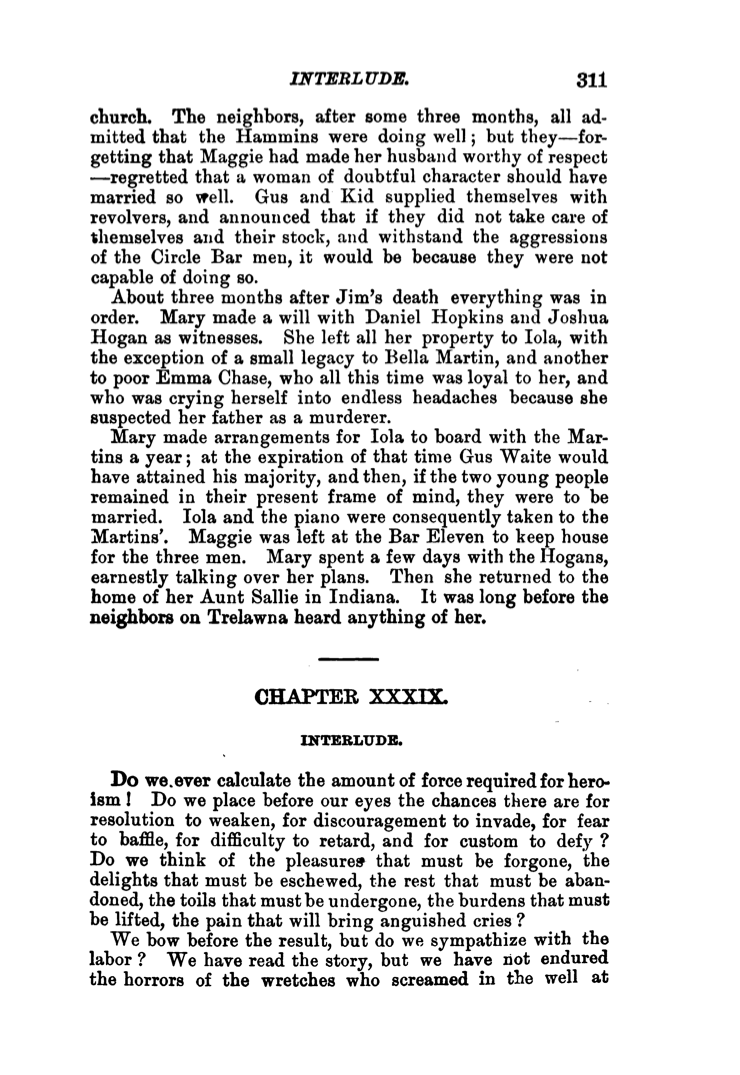 INTERLUDE. 311
church. The neighbors, after some three months, all ad-
mitted that the Hammins were doing well; but they—for-
getting that Maggie had made her husband worthy of respect
—regretted that a woman of doubtful character should have
married so well. Gus and Kid supplied themselves with
revolvers, and announced that if they did not take care of
themselves and their stock, and withstand the aggressions
of the Circle Bar men, it would be because they were not
capable of doing so.
About three months after Jim's death everything was in
order. Mary made a will with Daniel Hopkins and Joshua
Hogan as witnesses. She left all her property to Iola, with
the exception of a small legacy to Bella Martin, and another
to poor Emma Chase, who all this time was loyal to her, and
who was crying herself into endless headaches because she
suspected her father as a murderer.
Mary made arrangements for Iola to board with the Mar-
tins a year; at the expiration of that time Gus Waite would
have attained his majority, and then, if the two young people
remained in their present frame of mind, they were to be
married. Iola and the piano were consequently taken to the
Martins'. Maggie was left at the Bar Eleven to keep house
for the three men. Mary spent a few days with the Hogans,
earnestly talking over her plans. Then she returned to the
home of her Aunt Sallie in Indiana. It was long before the
neighbors on Trelawna heard anything of her.
CHAPTER XXXIX.
INTERLUDE.
Do we ever calculate the amount of force required for hero-
ism! Do we place before our eyes the chances there are for
resolution to weaken, for discouragement to invade, for fear
to baffle, for difficulty to retard, and for custom to defy?
Do we think of the pleasures that must be forgone, the
delights that must be eschewed, the rest that must be aban-
doned, the toils that must be undergone, the burdens that must
be lifted, the pain that will bring anguished cries?
We bow before the result, but do we sympathize with the
labor? We have read the story, but we have not endured
the horrors of the wretches who screamed in the well at